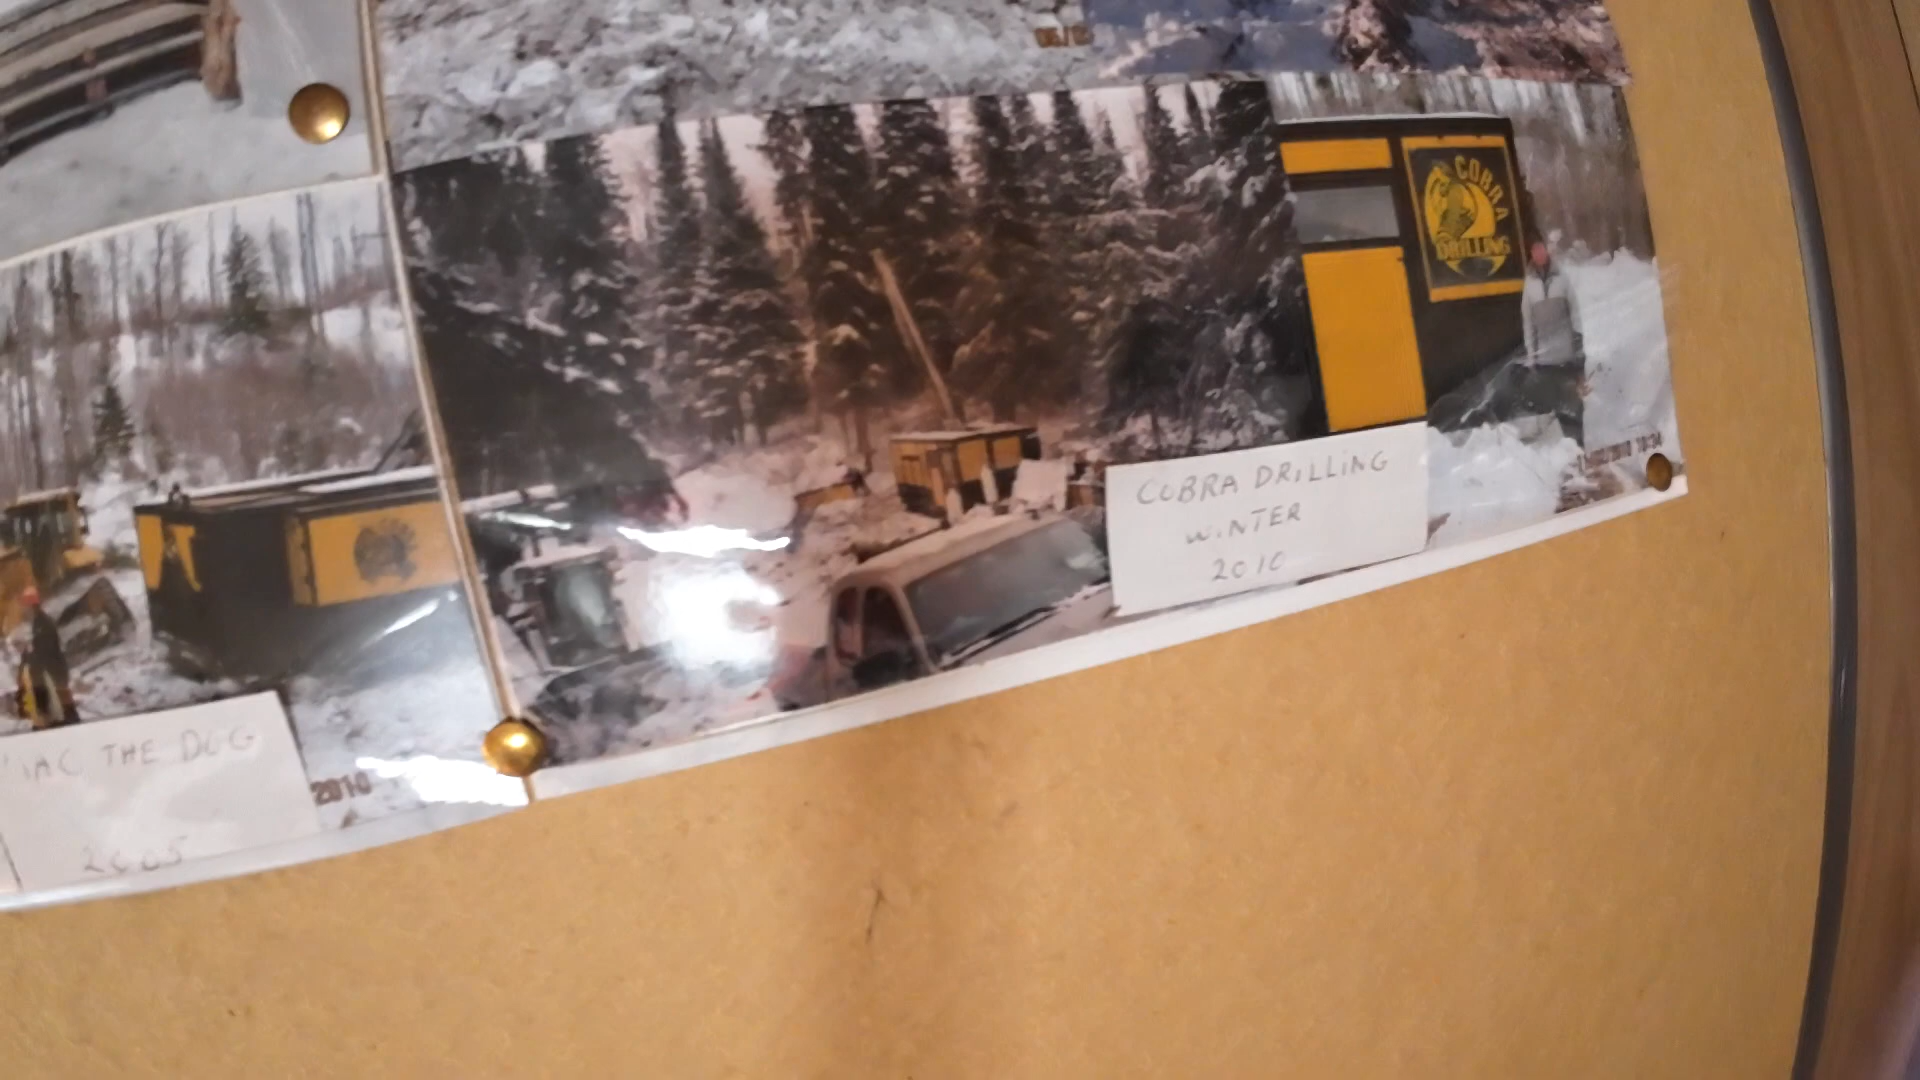 COBRA
DRILLING
COBRA DRILLING
WINTER
2010
THE DOG
2005
2010